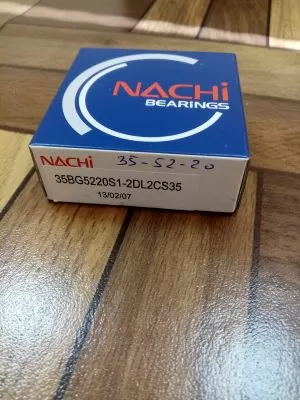 NACHi
BEARINGS
NACHi 35-52-20
35BG5220S1-2DL2CS35
13/02/07